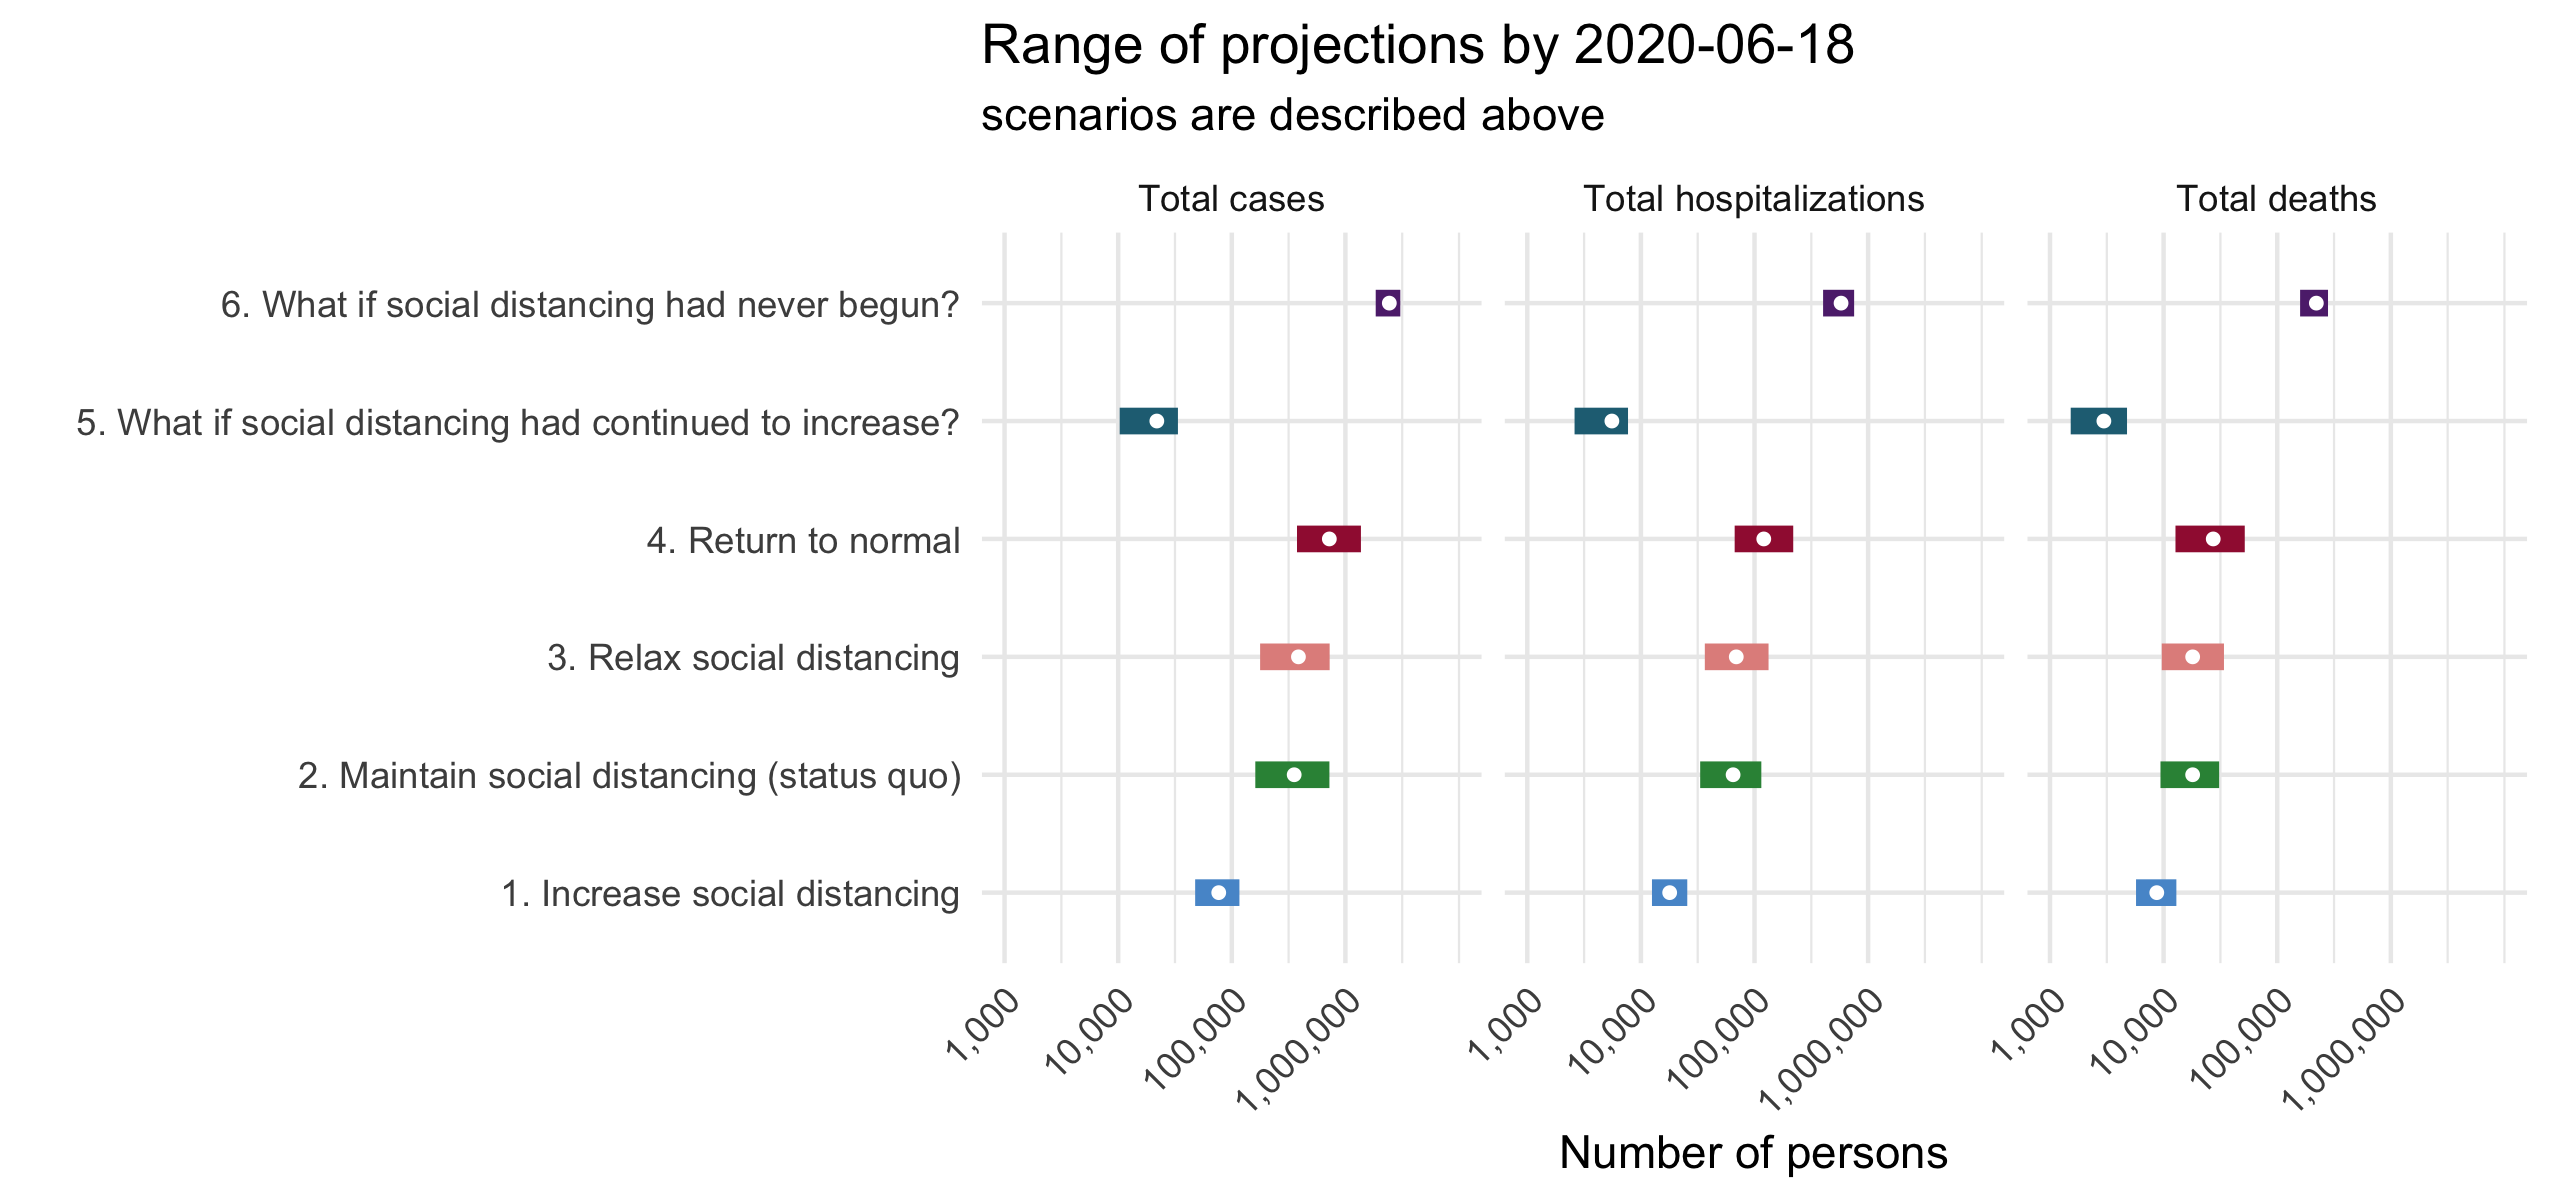 Range of projections by 2020-06-18
scenarios are described above
Total cases
Total hospitalizations
Total deaths
6. What if social distancing had never begun?
5. What if social distancing had continued to increase?
4. Return to normal
3. Relax social distancing
2. Maintain social distancing (status quo)
1. Increase social distancing
1,000
10,000
100,000
1,000,000
1,000
10,000
100,000
1,000,000
1,000
10,000
100,000
1,000,000
Number of persons